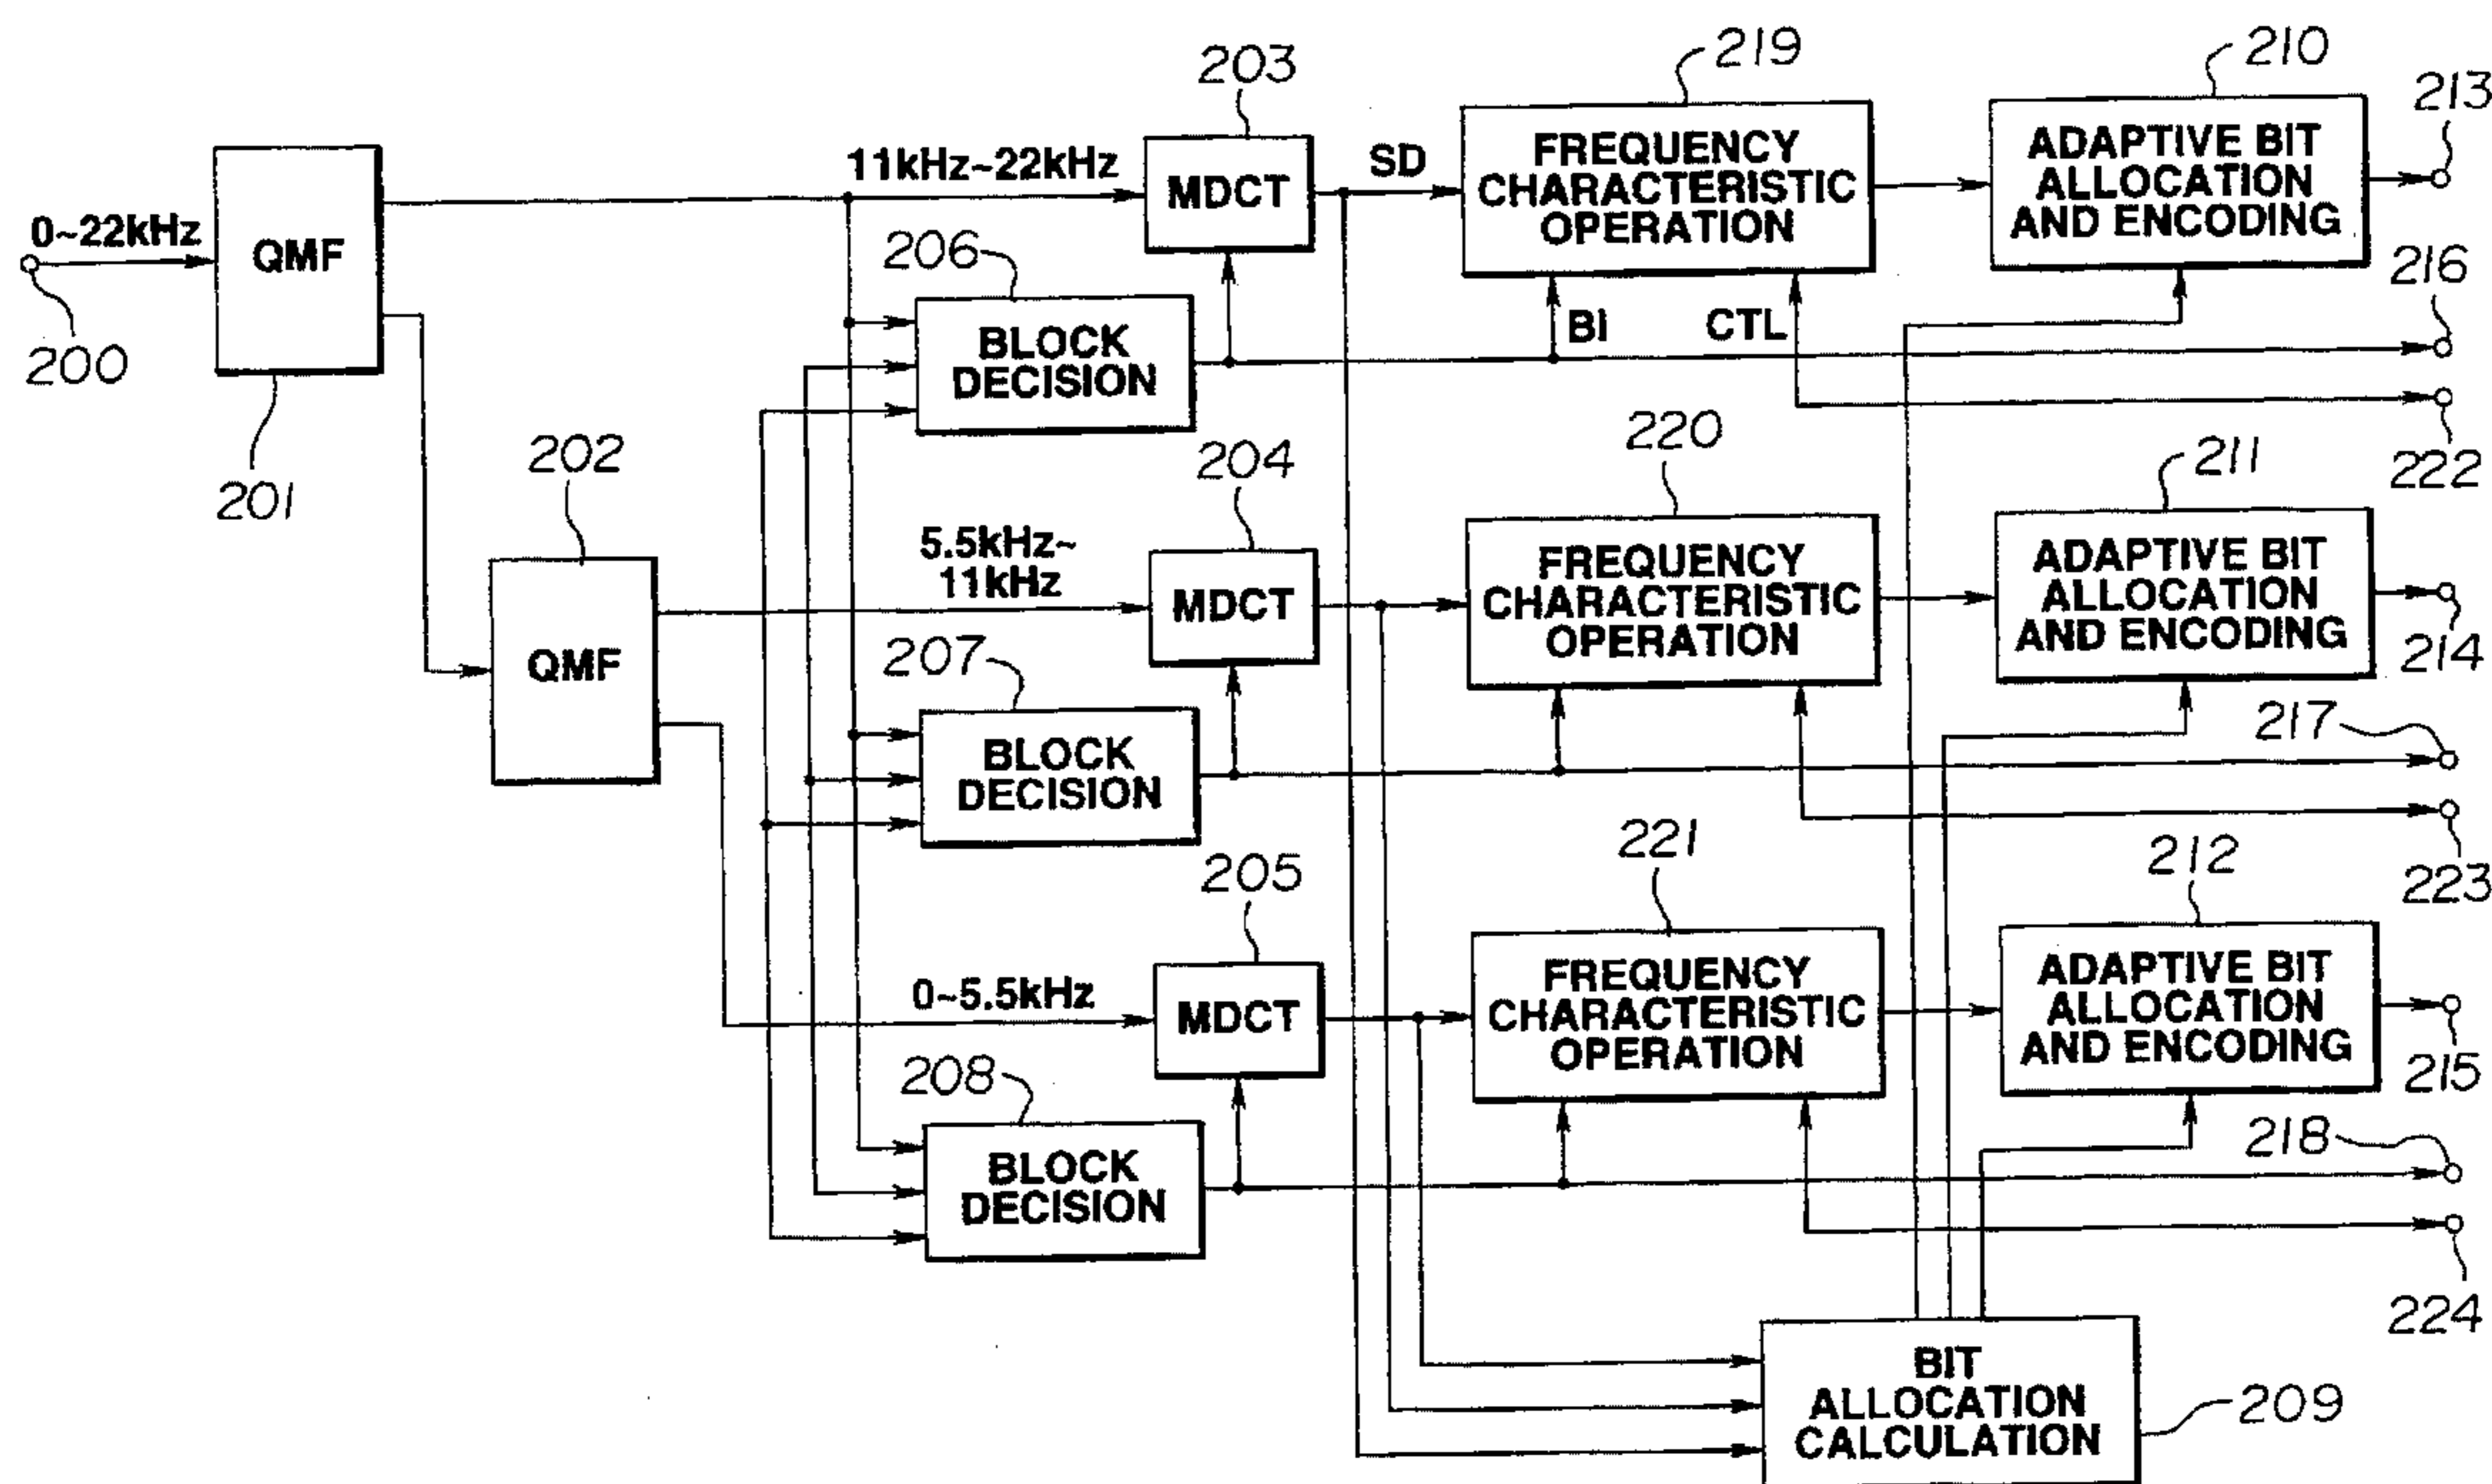 203
219
210
213
11kHz~22kHz
SD
0~22kHz
QMF
MDCT
FREQUENCY
CHARACTERISTIC
OPERATION
ADAPTIVE BIT
ALLOCATION
AND ENCODING
206
216
200
BLOCK
DECISION
BI
CTL
201
202
204
220
211
222
5.5kHz~
11kHz
QMF
MDCT
FREQUENCY
CHARACTERISTIC
OPERATION
ADAPTIVE BIT
ALLOCATION
AND ENCODING
214
207
217
BLOCK
DECISION
205
221
212
223
0~5.5kHz
MDCT
FREQUENCY
CHARACTERISTIC
OPERATION
ADAPTIVE BIT
ALLOCATION
AND ENCODING
215
208
218
BLOCK
DECISION
224
BIT
ALLOCATION
CALCULATION
209